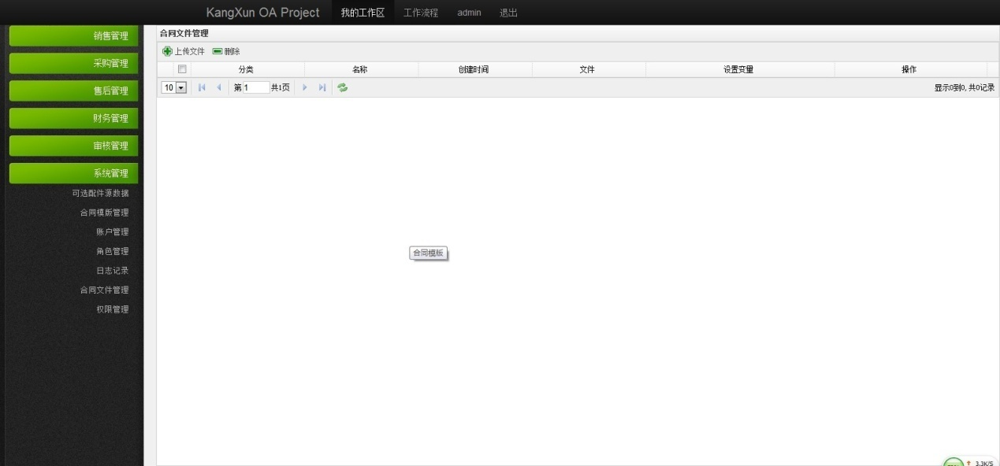 KangXun OA Project 我的工作区 工作流程 admin 退出
销售管理
采购管理
售后管理
财务管理
审核管理
系统管理
可选配件源数据
合同模版管理
账户管理
角色管理
日志记录
合同文件管理
权限管理
合同文件管理
上传文件 删除
分类 名称 创建时间 文件 设置变量 操作
10 第 1 共1页 显示0到0, 共0记录
合同模版
3.3K/S